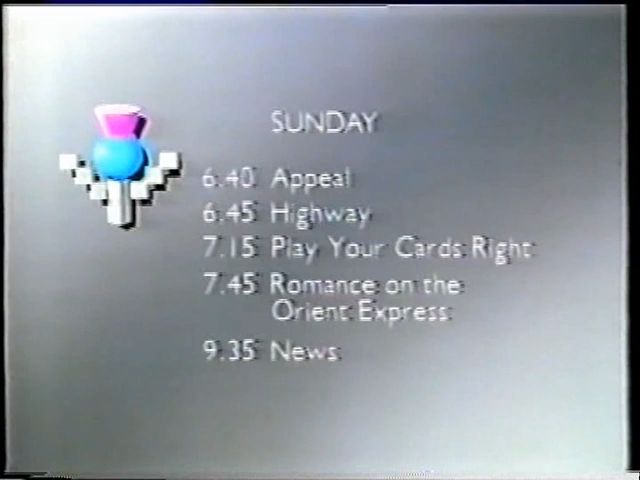 SUNDAY
6.40 Appeal
6.45 Highway
7.15 Play Your Cards Right
7.45 Romance on the
Orient Express
9.35 News